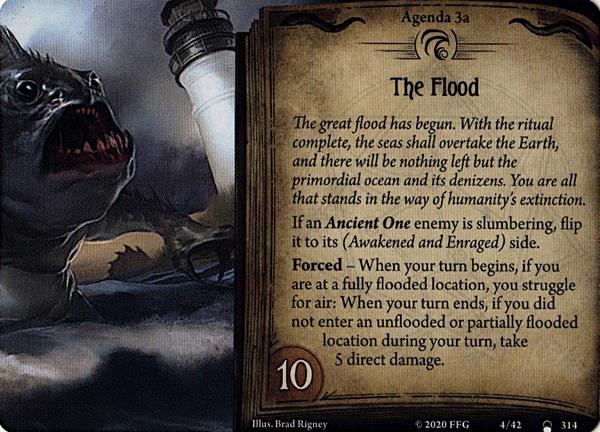 Agenda 3a
The Flood
The great flood has begun. With the ritual
complete, the seas shall overtake the Earth,
and there will be nothing left but the
primordial ocean and its denizens. You are all
that stands in the way of humanity's extinction.
If an Ancient One enemy is slumbering, flip
it to its (Awakened and Enraged) side.
Forced – When your turn begins, if you
are at a fully flooded location, you struggle
for air: When your turn ends, if you did
not enter an unflooded or partially flooded
location during your turn, take
5 direct damage.
10
Illus. Brad Rigney © 2020 FFG 4/42 314